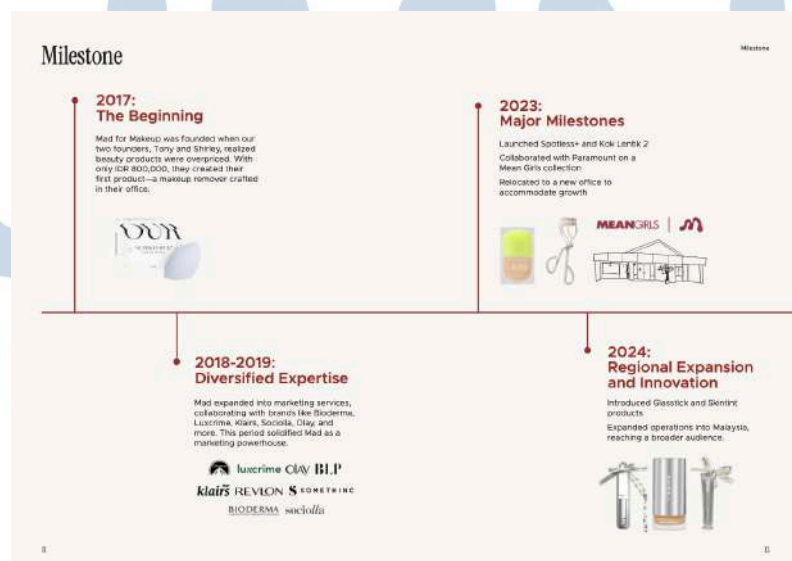 Milestone
Milestone
2017:
The Beginning
Mad for Makeup was founded when our
two founders, Tony and Shirley, realized
beauty products were overpriced. With
only IDR 800,000, they created their
first product—a makeup remover crafted
in their office.
OUR
2023:
Major Milestones
Launched Spotless+ and Kok Lentik 2
Collaborated with Paramount on a
Mean Girls collection
Relocated to a new office to
accommodate growth
MEANGIRLS
2018-2019:
Diversified Expertise
Mad expanded into marketing services,
collaborating with brands like Bioderma,
Luxcrime, Klairs, Sociolla, Olay, and
more. This period solidified Mad as a
marketing powerhouse.
luxcrime OLAY BLP
klairs REVLON S SOMETHINC
BIODERMA sociolla
2024:
Regional Expansion
and Innovation
Introduced Glasstick and Skintint
products
Expanded operations into Malaysia,
reaching a broader audience.